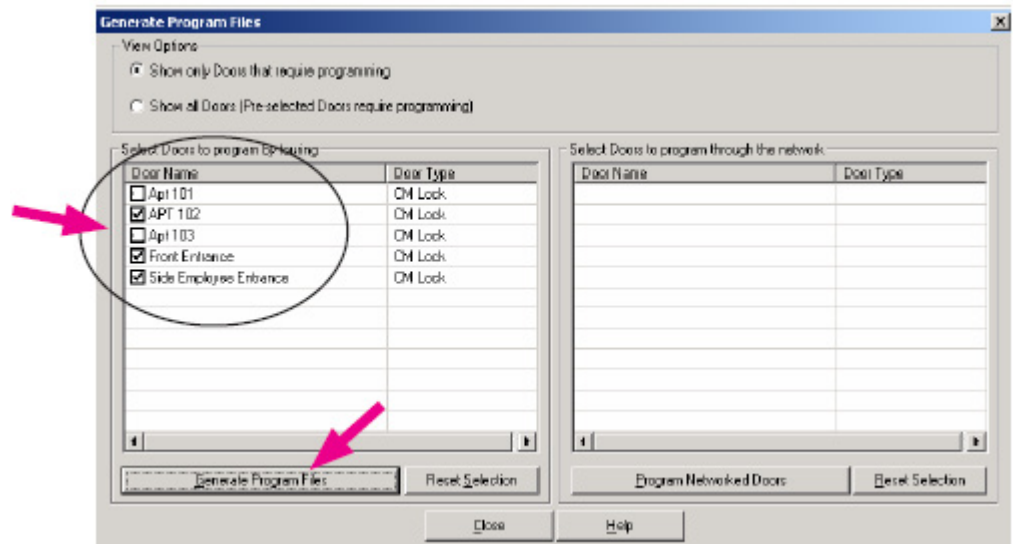 Generate Program Files
View Options
Show only Doors that require programming
Show all Doors (Pre-selected Doors require programming)
Select Doors to program by touring
Door Name Door Type
Apt 101 CM Lock
APT 102 CM Lock
Apt 103 CM Lock
Front Entrance CM Lock
Side Employee Entrance CM Lock
Generate Program Files Reset Selection
Select Doors to program through the network
Door Name Door Type
Program Networked Doors Reset Selection
Close Help